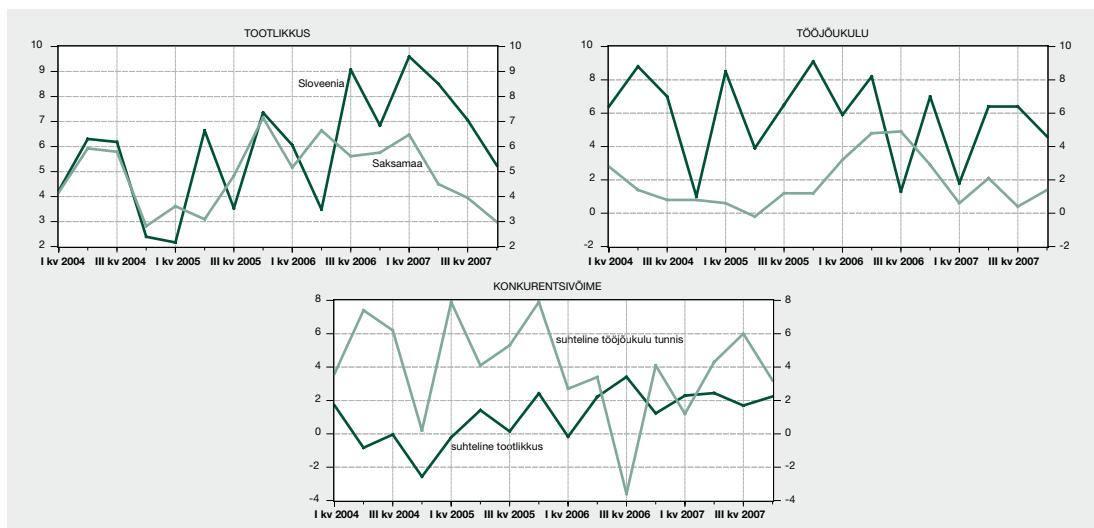 TOOTLIKKUS
10 10
9 9
8 8
7 7
6 6
5 5
4 4
3 3
2 2
Sloveenia
Saksamaa
I kv 2004 III kv 2004 I kv 2005 III kv 2005 I kv 2006 III kv 2006 I kv 2007 III kv 2007
TÖÖJÕUKULU
10 10
8 8
6 6
4 4
2 2
0 0
-2 -2
I kv 2004 III kv 2004 I kv 2005 III kv 2005 I kv 2006 III kv 2006 I kv 2007 III kv 2007
KONKURENTSIVÕIME
8 8
6 6
4 4
2 2
0 0
-2 -2
-4 -4
suhteline tööjõukulu tunnis
suhteline tootlikkus
I kv 2004 III kv 2004 I kv 2005 III kv 2005 I kv 2006 III kv 2006 I kv 2007 III kv 2007